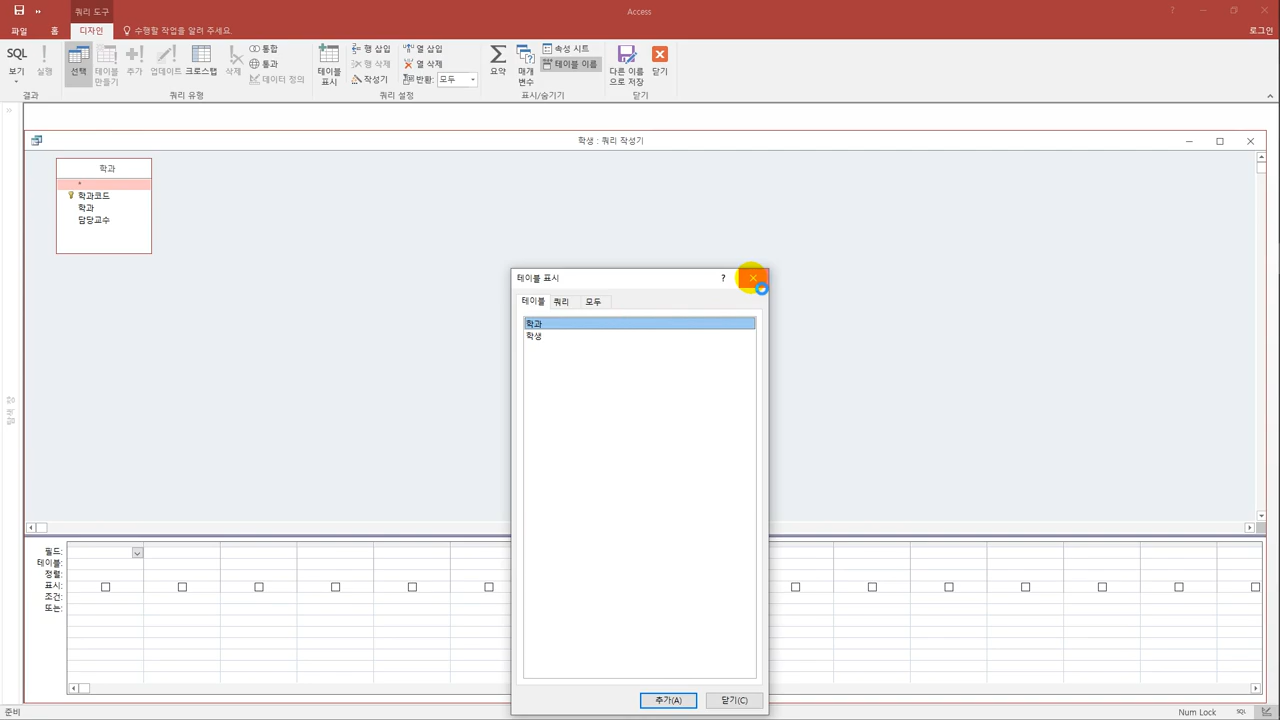 쿼리 도구
Access
파일
홈
디자인
수행할 작업을 알려 주세요.
로그인
SQL
보기
실행
선택
테이블
만들기
추가
업데이트
크로스탭
삭제
통합
통과
데이터 정의
테이블
표시
행 삽입
행 삭제
작성기
열 삽입
열 삭제
반환:
모두
요약
매개
변수
속성 시트
테이블 이름
다른 이름
으로 저장
닫기
결과
쿼리 유형
쿼리 설정
표시/숨기기
닫기
학생 : 쿼리 작성기
학과
*
학과코드
학과
담당교수
테이블 표시
테이블
쿼리
모두
학과
학생
추가(A)
닫기(C)
탐색 창
필드:
테이블:
정렬:
표시:
조건:
또는:
준비
Num Lock
SQL